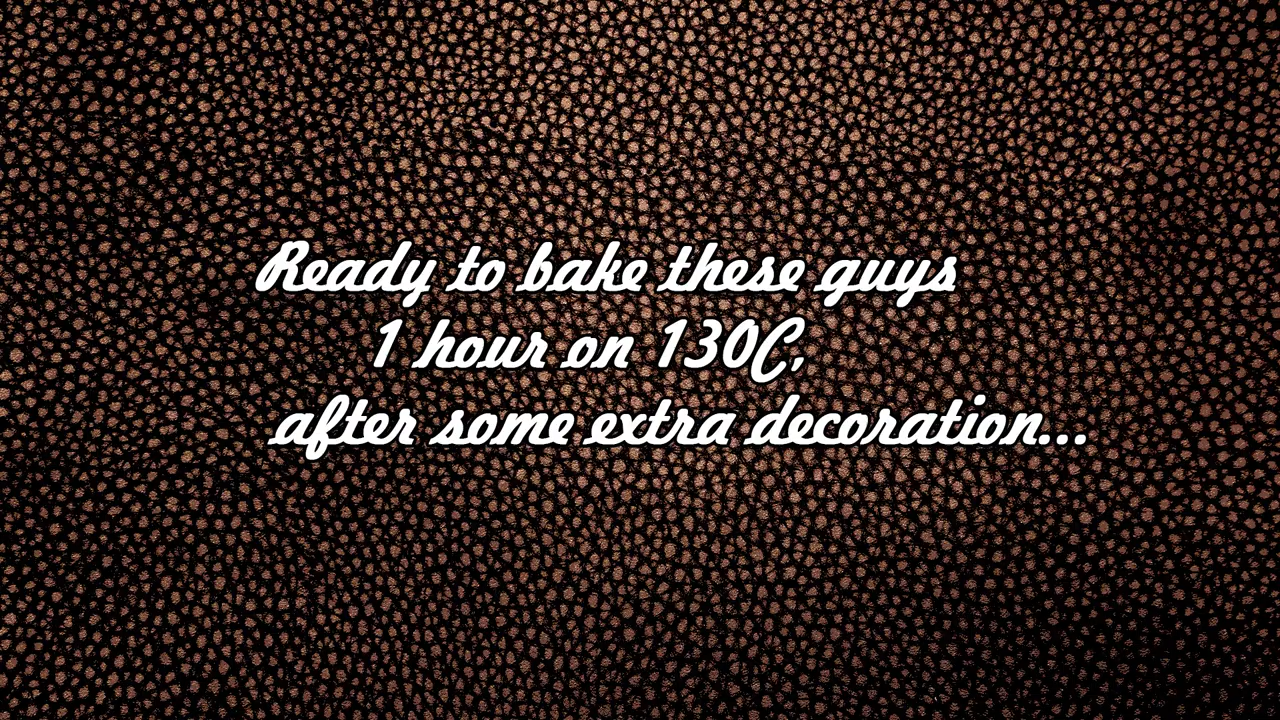 Ready to bake these guys
1 hour on 130C,
after some extra decoration...